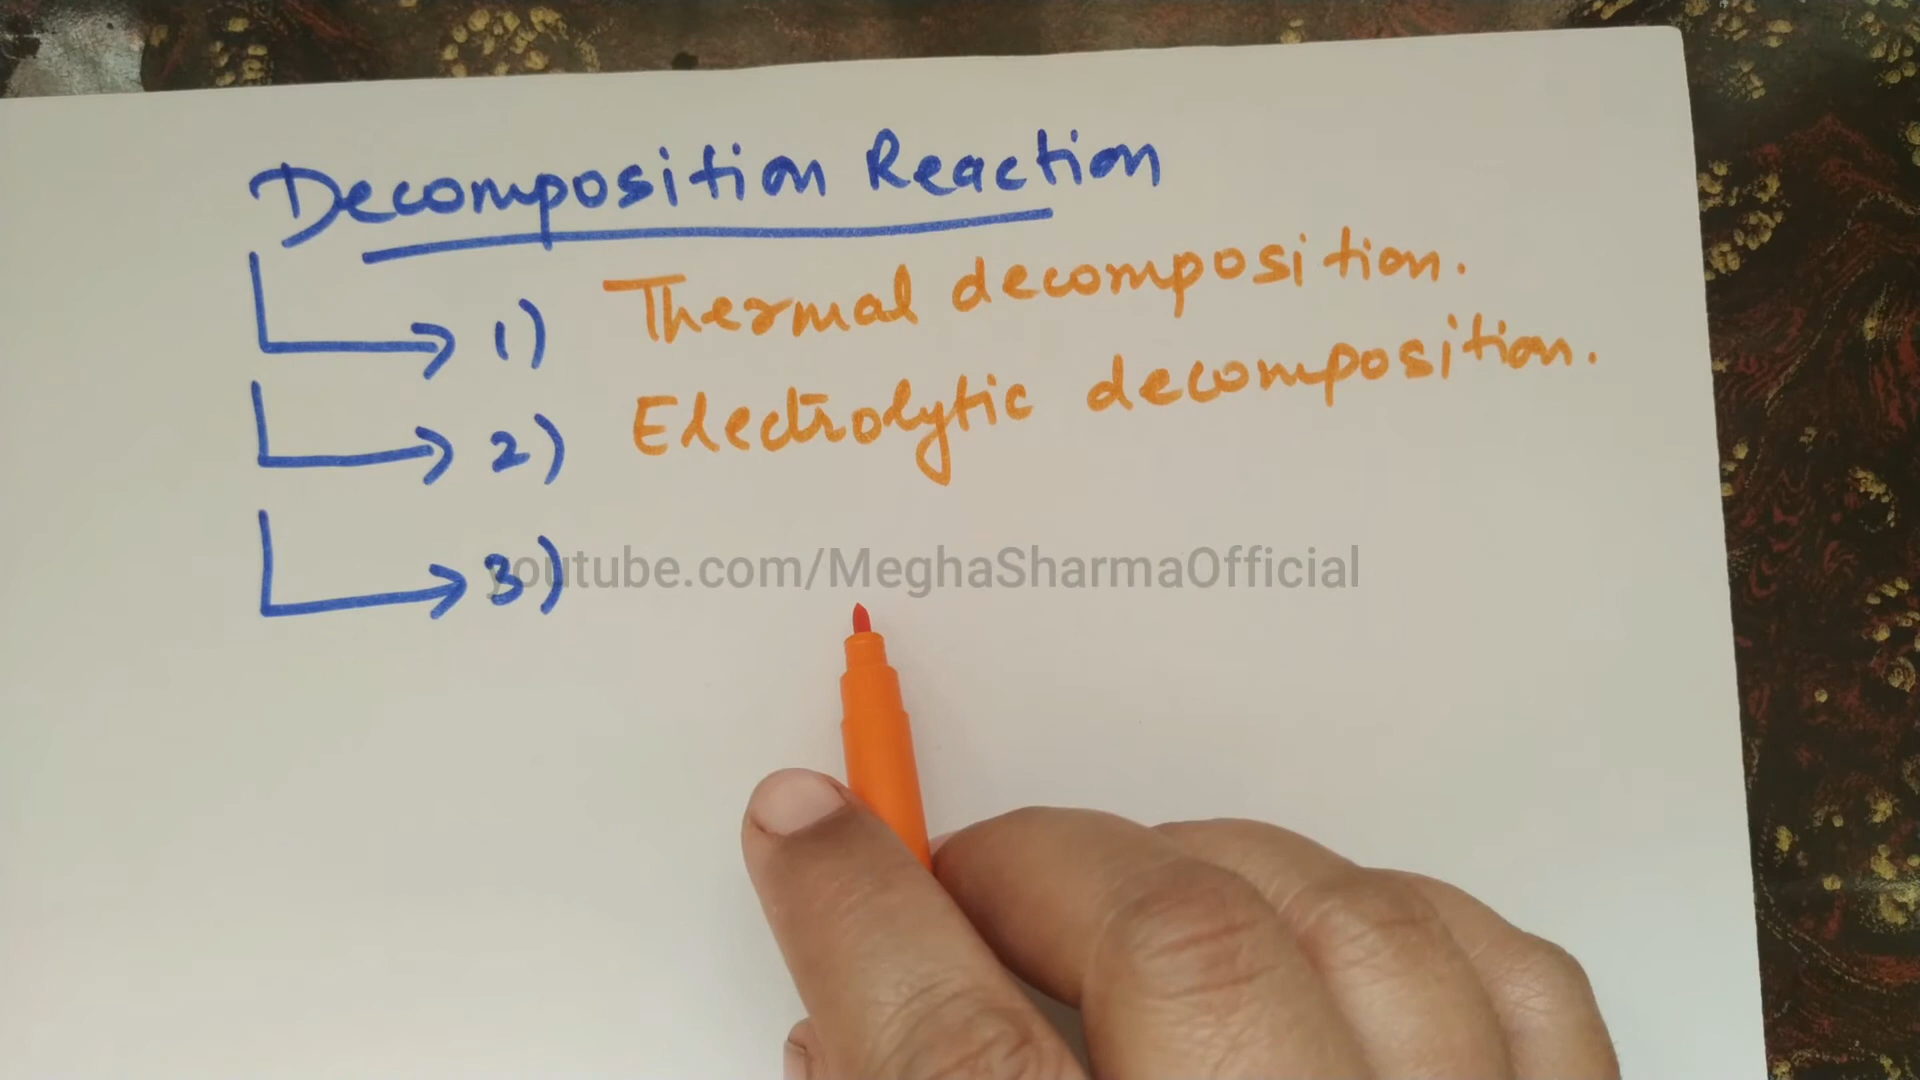 Decomposition Reaction
1) Thermal decomposition.
2) Electrolytic decomposition.
3)
youtube.com/MeghaSharmaOfficial